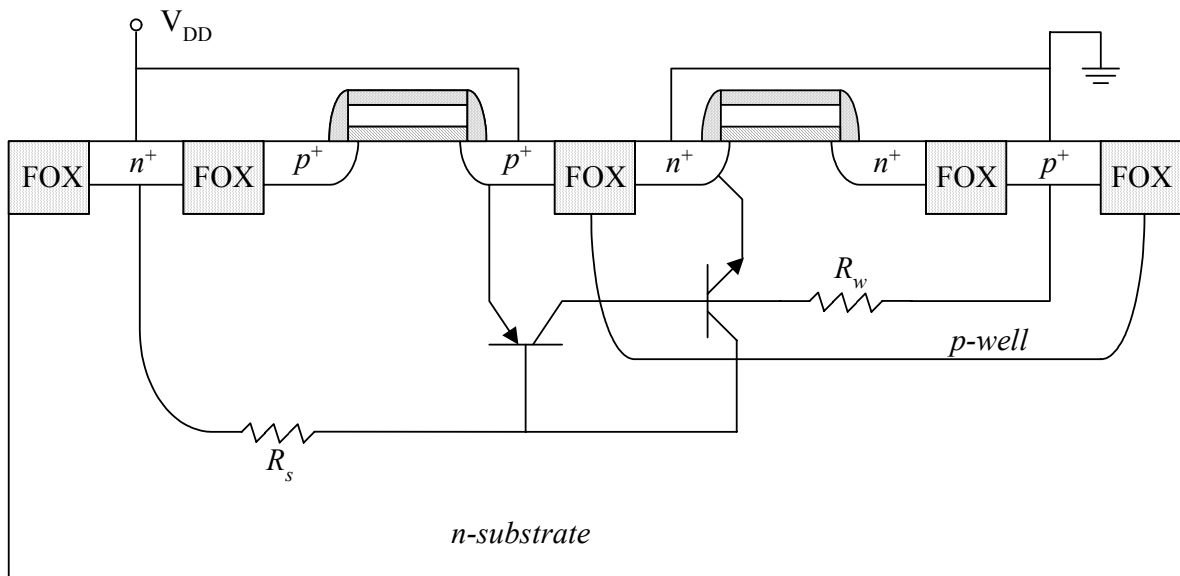 V_DD
FOX n⁺ FOX p⁺ p⁺ FOX n⁺ n⁺ FOX p⁺ FOX
R_w
p-well
R_s
n-substrate